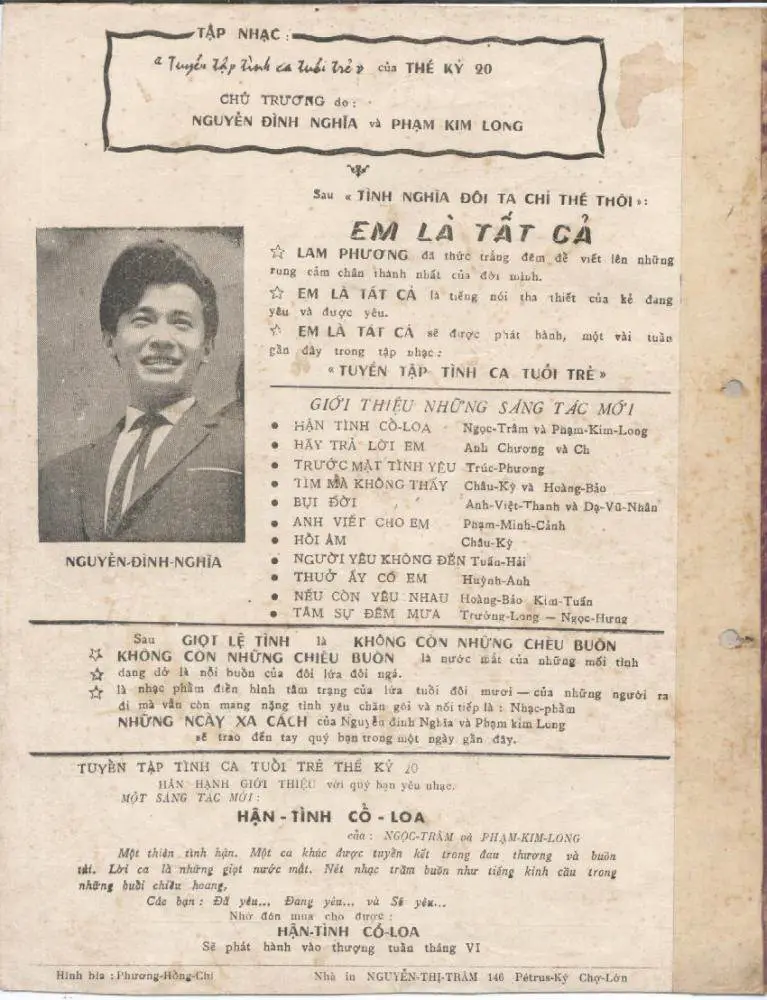 TẬP NHẠC :
« Tuyển tập tình ca tuổi trẻ » của THẾ KỶ 20
CHỦ TRƯƠNG do :
NGUYỄN ĐÌNH NGHĨA và PHẠM KIM LONG
Sau « TÌNH NGHĨA ĐÔI TA CHỈ THẾ THÔI »:
EM LÀ TẤT CẢ
☆ LAM PHƯƠNG đã thức trắng đêm để viết lên những
rung cảm chân thành nhất của đời mình.
☆ EM LÀ TẤT CẢ là tiếng nói tha thiết của kẻ đang
yêu và được yêu.
☆ EM LÀ TẤT CẢ sẽ được phát hành, một vài tuần
gần đây trong tập nhạc :
« TUYỂN TẬP TÌNH CA TUỔI TRẺ »
NGUYỄN-ĐÌNH-NGHĨA
GIỚI THIỆU NHỮNG SÁNG TÁC MỚI
• HẬN TÌNH CỔ-LOA Ngọc-Trâm và Phạm-Kim-Long
• HÃY TRẢ LỜI EM Anh Chương và Ch
• TRƯỚC MẶT TÌNH YÊU Trúc-Phương
• TÌM MÀ KHÔNG THẤY Châu-Kỳ và Hoàng-Bảo
• BỤI ĐỜI Anh-Việt-Thanh và Dạ-Vũ-Nhân
• ANH VIẾT CHO EM Phạm-Minh-Cảnh
• HỒI ÂM Châu-Kỳ
• NGƯỜI YÊU KHÔNG ĐẾN Tuấn-Hải
• THUỞ ẤY CÓ EM Huỳnh-Anh
• NẾU CÒN YÊU NHAU Hoàng-Bảo Kim-Tuấn
• TÂM SỰ ĐÊM MƯA Trường-Long — Ngọc-Hưng
Sau GIỌT LỆ TÌNH là KHÔNG CÒN NHỮNG CHÈU BUỒN
☆ KHÔNG CÒN NHỮNG CHIỀU BUỒN là nước mắt của những mối tình
☆ dang dở là nỗi buồn của đôi lứa đôi ngả.
☆ là nhạc phẩm điển hình tâm trạng của lứa tuổi đôi mươi — của những người ra
đi mà vẫn còn mang nặng tình yêu chăn gối và nối tiếp là : Nhạc-phẩm
NHỮNG NGÀY XA CÁCH của Nguyễn đình Nghĩa và Phạm kim Long
sẽ trao đến tay quý bạn trong một ngày gần đây.
TUYỂN TẬP TÌNH CA TUỔI TRẺ THẾ KỶ 20
HÂN HẠNH GIỚI THIỆU với quý bạn yêu nhạc.
MỘT SÁNG TÁC MỚI :
HẬN - TÌNH CỔ - LOA
của : NGỌC-TRÂM và PHẠM-KIM-LONG
Một thiên tình hận. Một ca khúc được tuyển kết trong đau thương và buồn
tủi. Lời ca là những giọt nước mắt. Nét nhạc trầm buồn như tiếng kinh cầu trong
những buổi chiều hoang,
Các bạn : Đã yêu... Đang yêu... và Sẽ yêu...
Nhớ đón mua cho được :
HẬN-TÌNH CỔ-LOA
Sẽ phát hành vào thượng tuần tháng VI
Hình bìa : Phương-Hồng-Chi Nhà in NGUYỄN-THỊ-TRÂM 146 Pétrus-Ký Chợ-Lớn